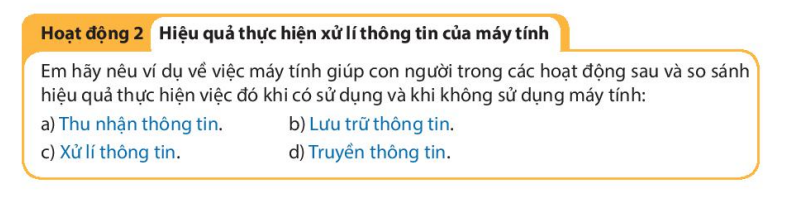 Hoạt động 2 Hiệu quả thực hiện xử lí thông tin của máy tính
Em hãy nêu ví dụ về việc máy tính giúp con người trong các hoạt động sau và so sánh
hiệu quả thực hiện việc đó khi có sử dụng và khi không sử dụng máy tính:
a) Thu nhận thông tin. b) Lưu trữ thông tin.
c) Xử lí thông tin. d) Truyền thông tin.